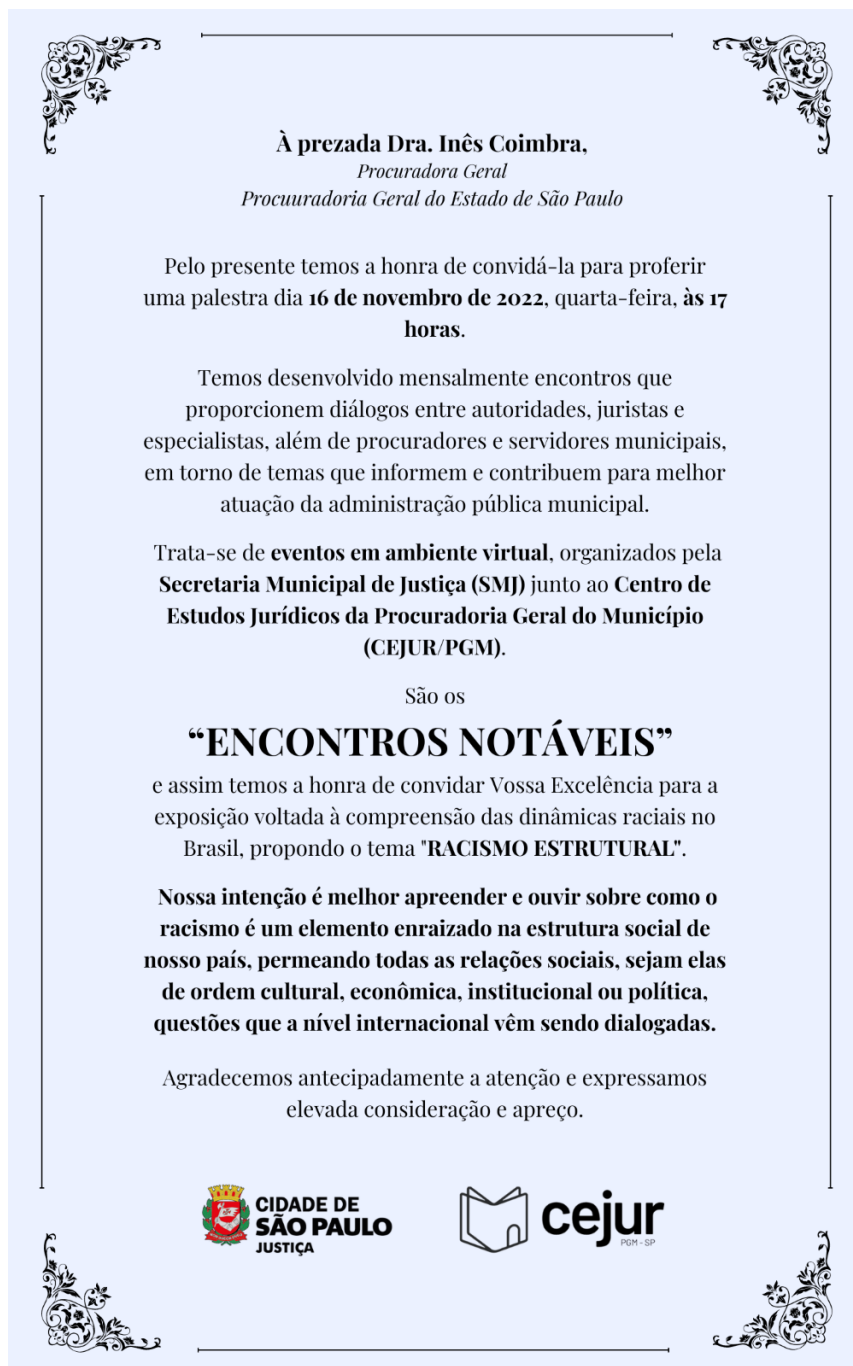 À prezada Dra. Inês Coimbra,
Procuradora Geral
Procuuradoria Geral do Estado de São Paulo
Pelo presente temos a honra de convidá-la para proferir
uma palestra dia 16 de novembro de 2022, quarta-feira, às 17
horas.
Temos desenvolvido mensalmente encontros que
proporcionem diálogos entre autoridades, juristas e
especialistas, além de procuradores e servidores municipais,
em torno de temas que informem e contribuem para melhor
atuação da administração pública municipal.
Trata-se de eventos em ambiente virtual, organizados pela
Secretaria Municipal de Justiça (SMJ) junto ao Centro de
Estudos Jurídicos da Procuradoria Geral do Município
(CEJUR/PGM).
São os
“ENCONTROS NOTÁVEIS”
e assim temos a honra de convidar Vossa Excelência para a
exposição voltada à compreensão das dinâmicas raciais no
Brasil, propondo o tema "RACISMO ESTRUTURAL".
Nossa intenção é melhor apreender e ouvir sobre como o
racismo é um elemento enraizado na estrutura social de
nosso país, permeando todas as relações sociais, sejam elas
de ordem cultural, econômica, institucional ou política,
questões que a nível internacional vêm sendo dialogadas.
Agradecemos antecipadamente a atenção e expressamos
elevada consideração e apreço.
CIDADE DE
SÃO PAULO
JUSTIÇA
cejur
PGM - SP